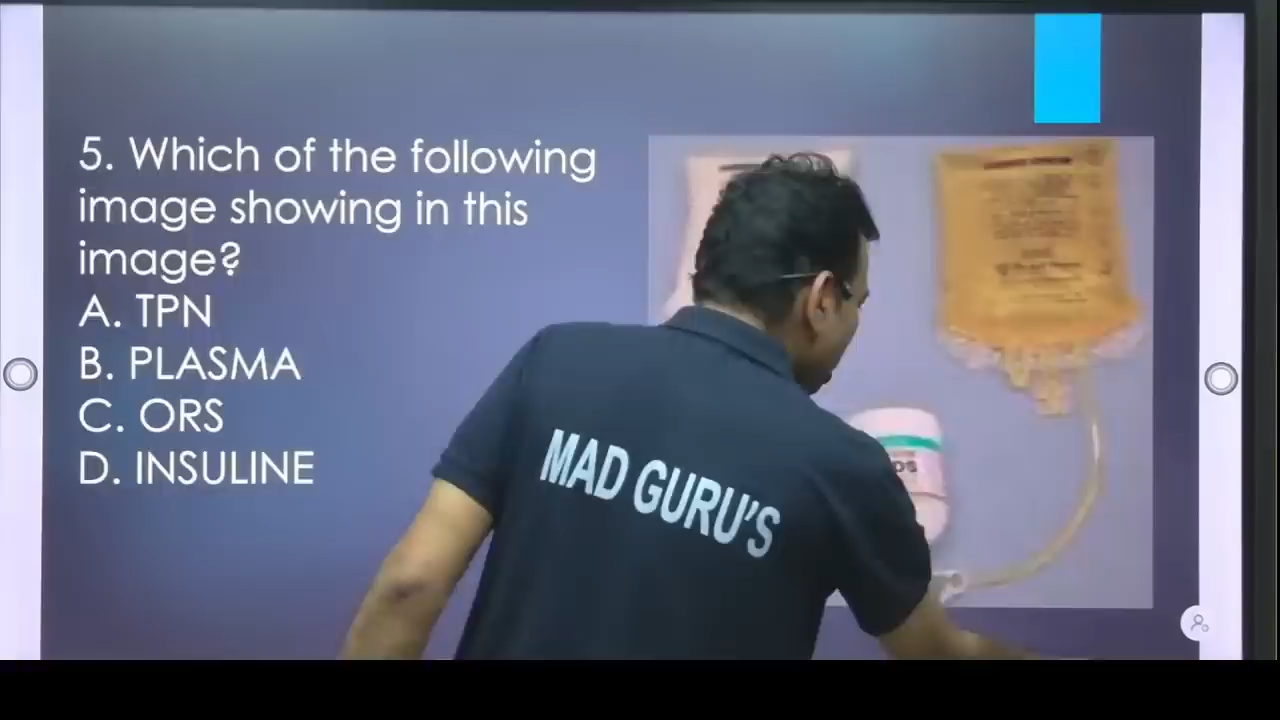 5. Which of the following
image showing in this
image?
A. TPN
B. PLASMA
C. ORS
D. INSULINE
MAD GURU'S